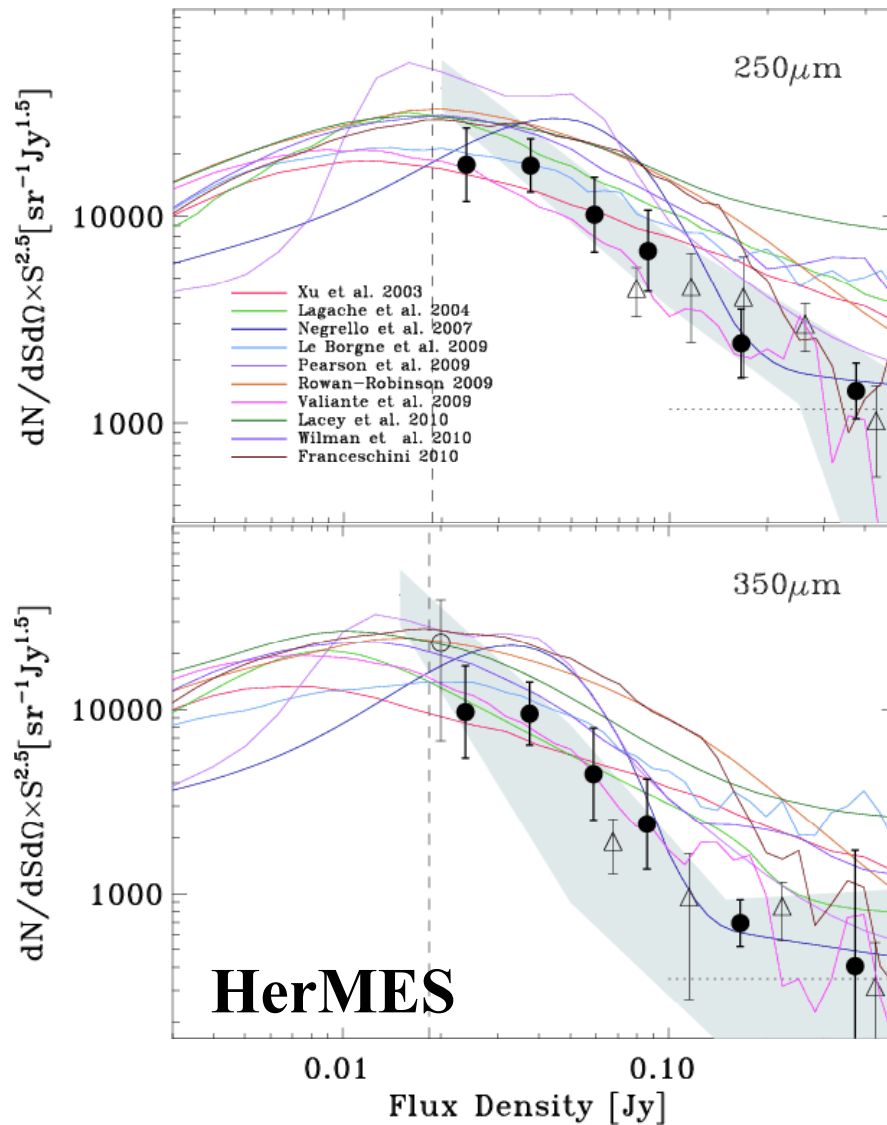 250μm
dN/dSdΩ×S^2.5[sr^-1Jy^1.5]
10000
1000
Xu et al. 2003
Lagache et al. 2004
Negrello et al. 2007
Le Borgne et al. 2009
Pearson et al. 2009
Rowan-Robinson 2009
Valiante et al. 2009
Lacey et al. 2010
Wilman et al. 2010
Franceschini 2010
350μm
dN/dSdΩ×S^2.5[sr^-1Jy^1.5]
10000
1000
HerMES
0.01
0.10
Flux Density [Jy]